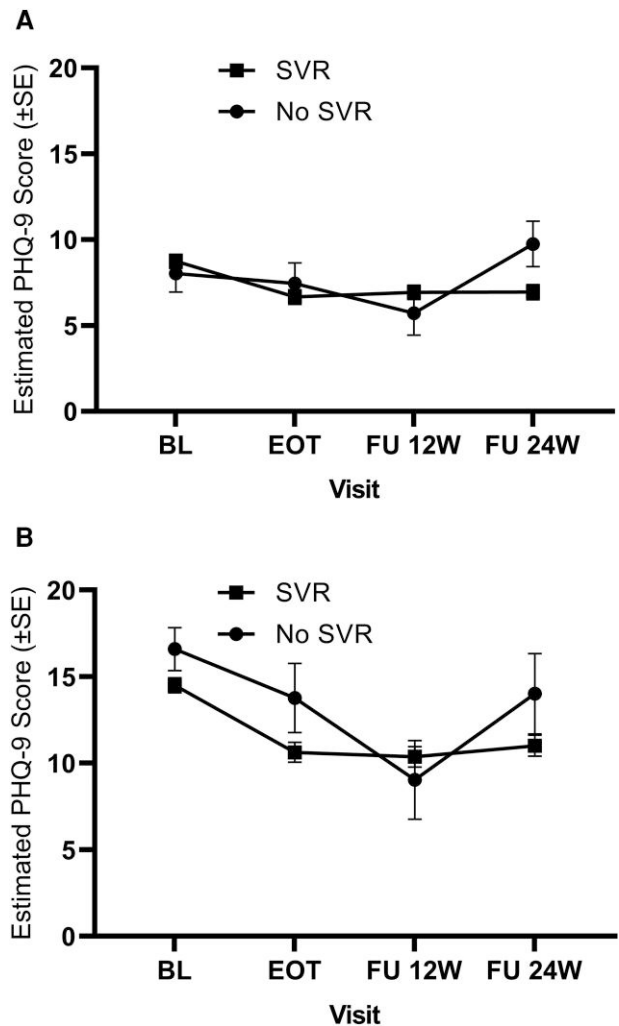 A
Estimated PHQ-9 Score (±SE)
20
15
10
5
0
SVR
No SVR
BL EOT FU 12W FU 24W
Visit
B
Estimated PHQ-9 Score (±SE)
20
15
10
5
0
SVR
No SVR
BL EOT FU 12W FU 24W
Visit